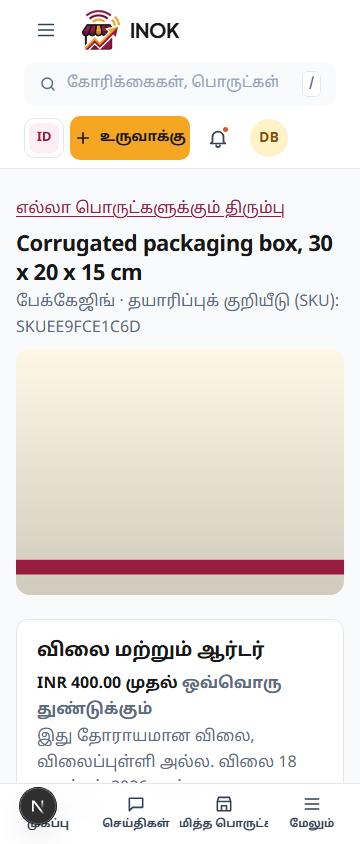 INOK
கோரிக்கைகள், பொருட்கள்
/
ID
+ உருவாக்கு
DB
எல்லா பொருட்களுக்கும் திரும்பு
Corrugated packaging box, 30
x 20 x 15 cm
பேக்கேஜிங் · தயாரிப்புக் குறியீடு (SKU):
SKUEE9FCE1C6D
விலை மற்றும் ஆர்டர்
INR 400.00 முதல் ஒவ்வொரு
துண்டுக்கும்
இது தோராயமான விலை,
விலைப்புள்ளி அல்ல. விலை 18
N
செய்திகள்
மேலும்